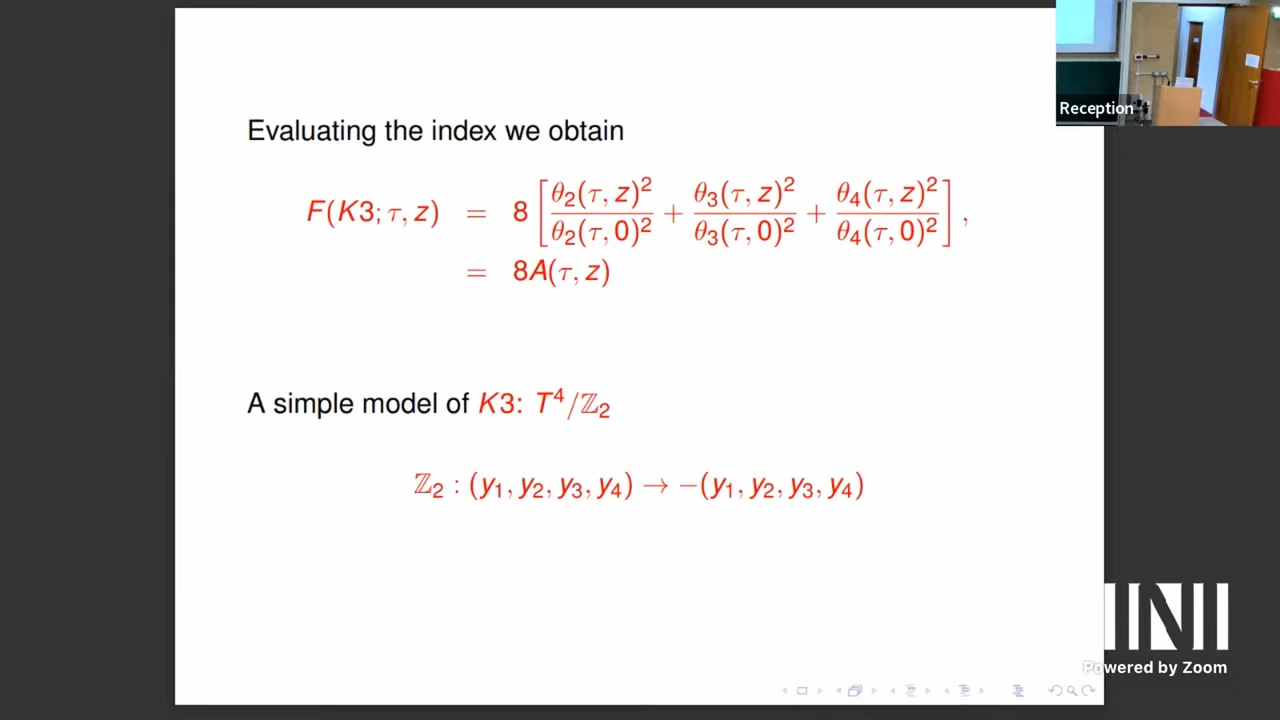 Reception
Evaluating the index we obtain
F(K3; τ, z) = 8 [ θ₂(τ, z)²/θ₂(τ, 0)² + θ₃(τ, z)²/θ₃(τ, 0)² + θ₄(τ, z)²/θ₄(τ, 0)² ] ,
= 8A(τ, z)
A simple model of K3: T⁴/ℤ₂
ℤ₂ : (y₁, y₂, y₃, y₄) → −(y₁, y₂, y₃, y₄)
INI
Powered by Zoom